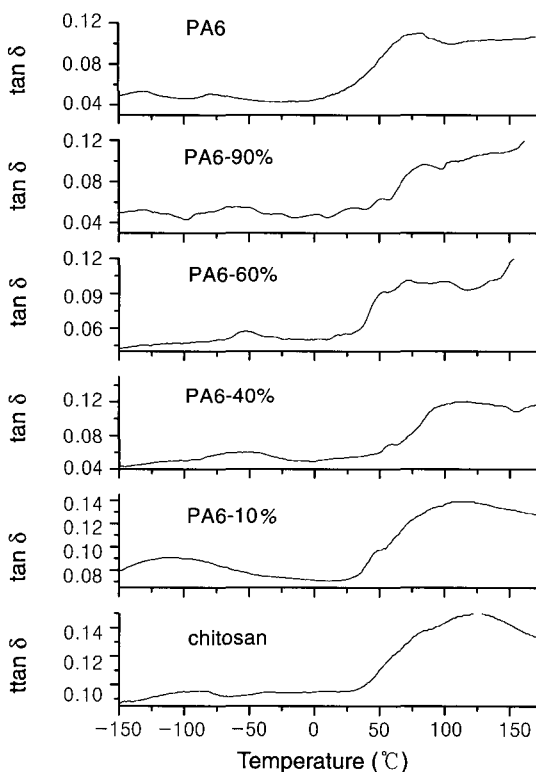 PA6
tan δ
0.12
0.08
0.04
PA6-90%
tan δ
0.12
0.08
0.04
PA6-60%
tan δ
0.12
0.09
0.06
PA6-40%
tan δ
0.12
0.08
0.04
PA6-10%
tan δ
0.14
0.12
0.10
0.08
chitosan
ttan δ
0.14
0.12
0.10
−150 −100 −50 0 50 100 150
Temperature (℃)